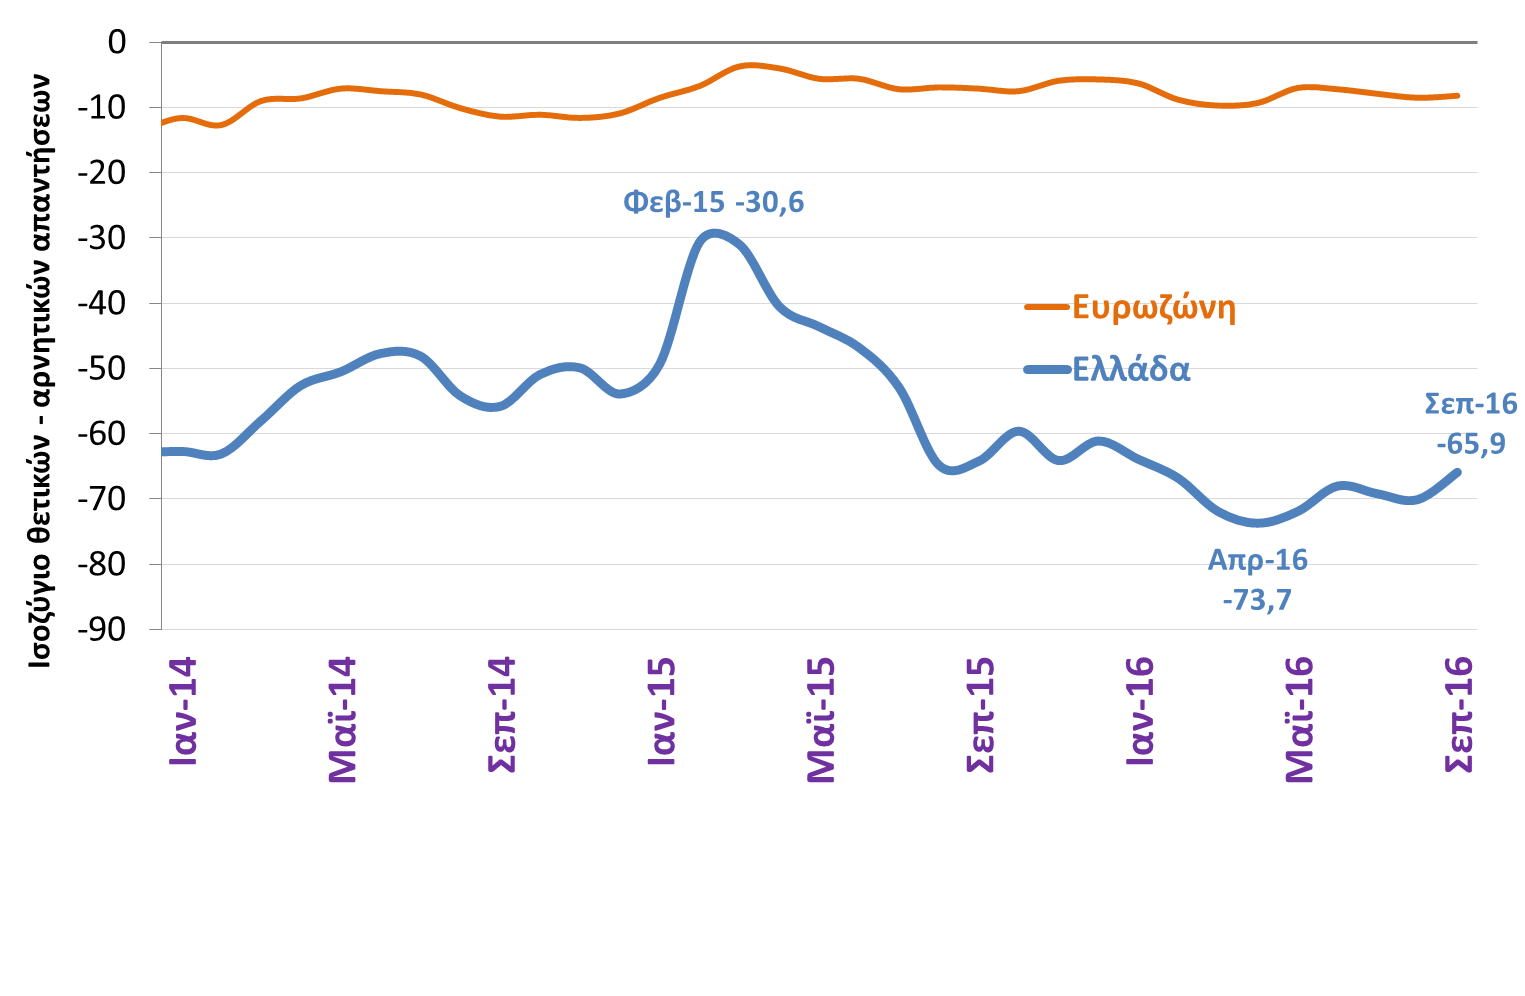 Ισοζύγιο θετικών - αρνητικών απαντήσεων
0
-10
-20
-30
-40
-50
-60
-70
-80
-90
Φεβ-15 -30,6
Ευρωζώνη
Ελλάδα
Σεπ-16
-65,9
Απρ-16
-73,7
Ιαν-14
Μαϊ-14
Σεπ-14
Ιαν-15
Μαϊ-15
Σεπ-15
Ιαν-16
Μαϊ-16
Σεπ-16